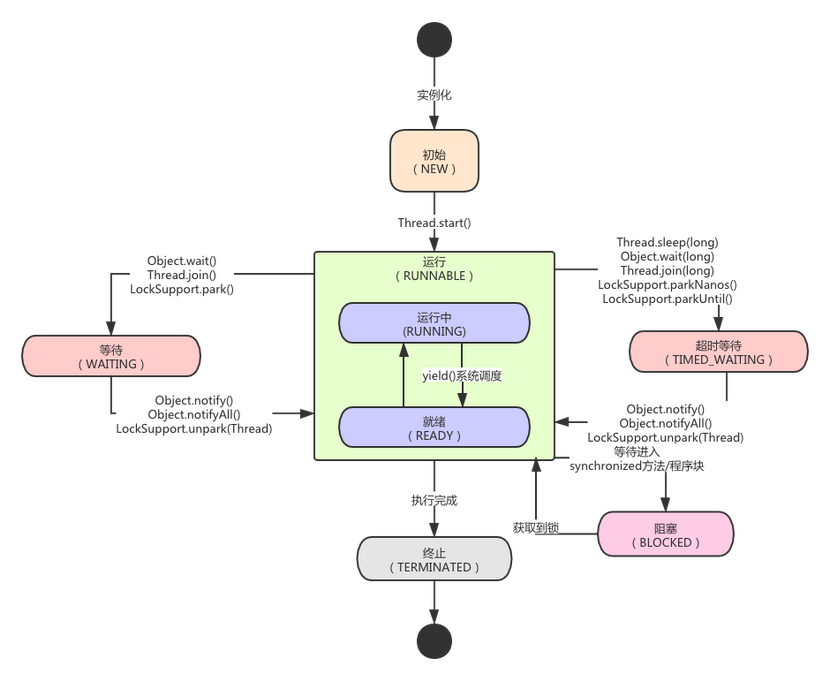 实例化
初始
（NEW）
Thread.start()
运行
（RUNNABLE）
Object.wait()
Thread.join()
LockSupport.park()
Thread.sleep(long)
Object.wait(long)
Thread.join(long)
LockSupport.parkNanos()
LockSupport.parkUntil()
运行中
(RUNNING)
等待
（WAITING）
超时等待
（TIMED_WAITING）
yield()系统调度
就绪
（READY）
Object.notify()
Object.notifyAll()
LockSupport.unpark(Thread)
Object.notify()
Object.notifyAll()
LockSupport.unpark(Thread)
等待进入
synchronized方法/程序块
执行完成
获取到锁
阻塞
（BLOCKED）
终止
（TERMINATED）